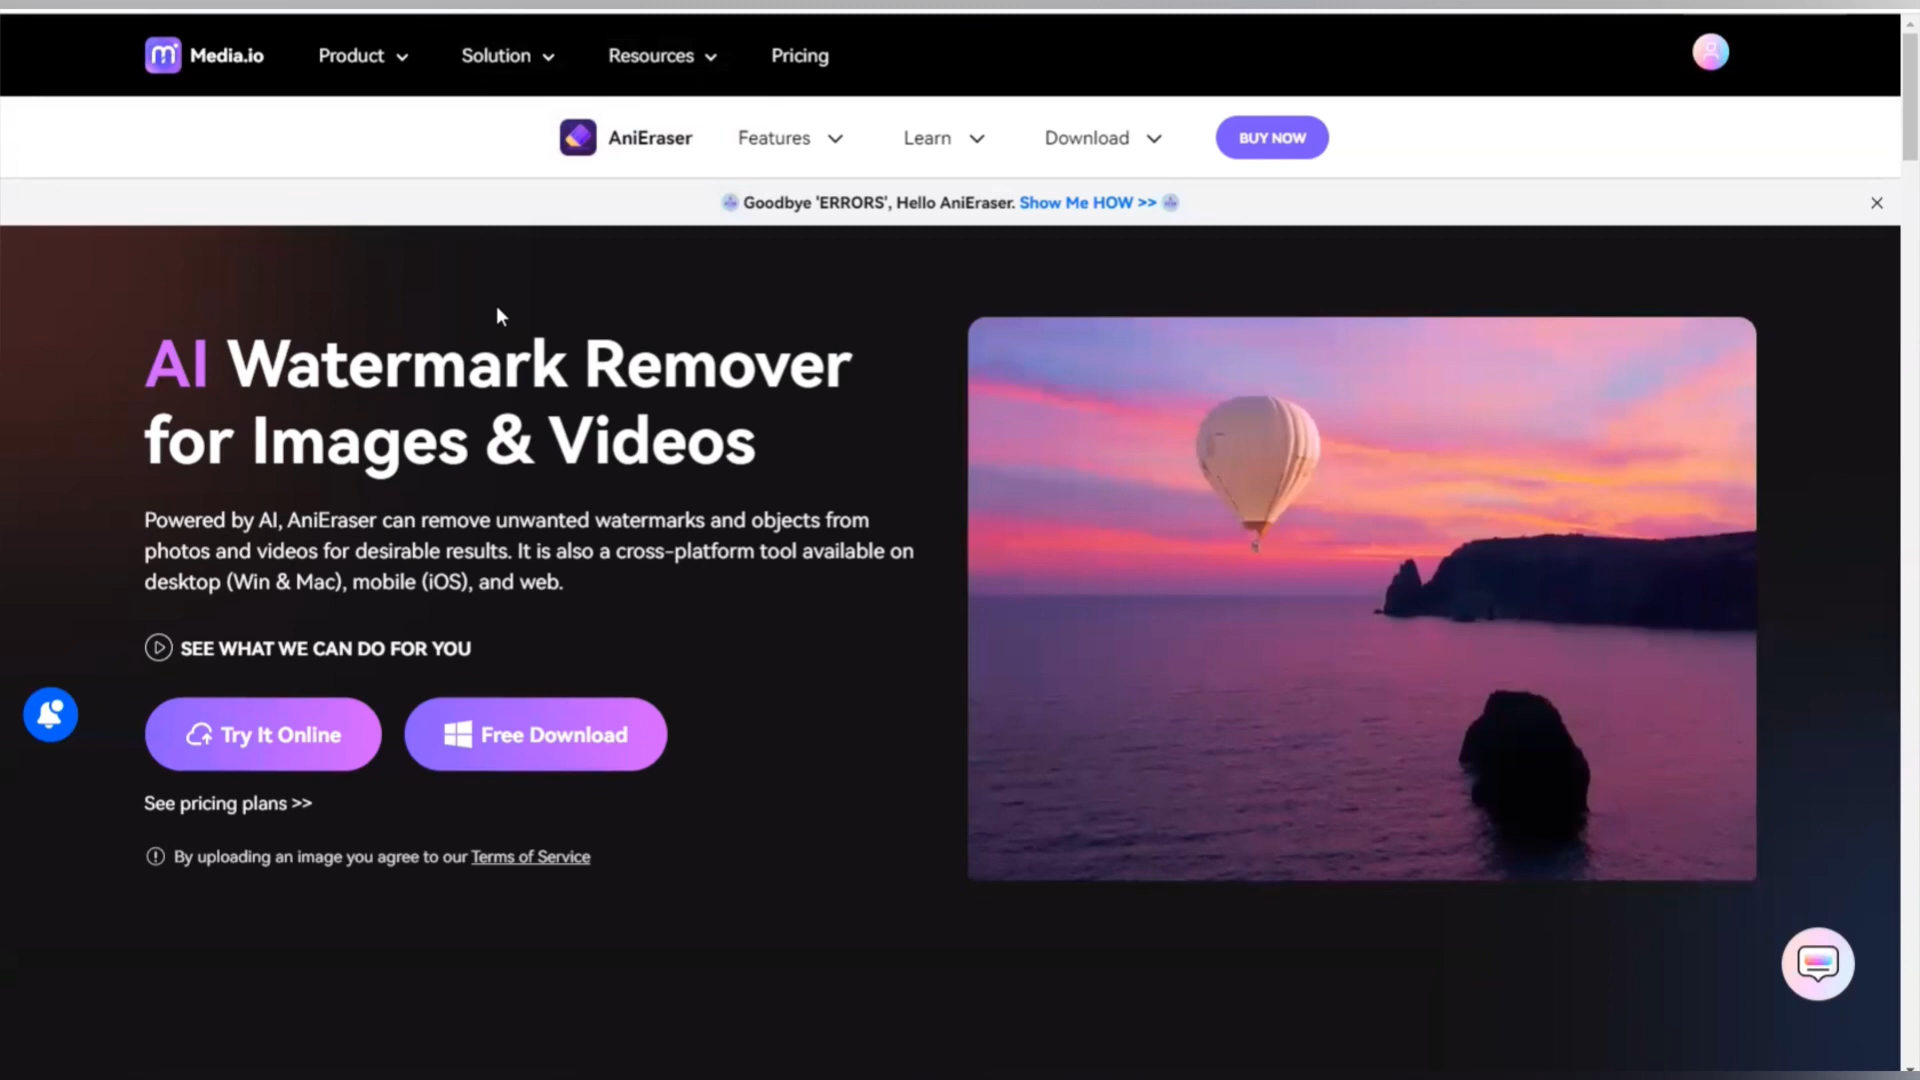 Media.io Product Solution Resources Pricing
AniEraser Features Learn Download BUY NOW
Goodbye 'ERRORS', Hello AniEraser. Show Me HOW >>
AI Watermark Remover
for Images & Videos
Powered by AI, AniEraser can remove unwanted watermarks and objects from
photos and videos for desirable results. It is also a cross-platform tool available on
desktop (Win & Mac), mobile (iOS), and web.
SEE WHAT WE CAN DO FOR YOU
Try It Online Free Download
See pricing plans >>
By uploading an image you agree to our Terms of Service